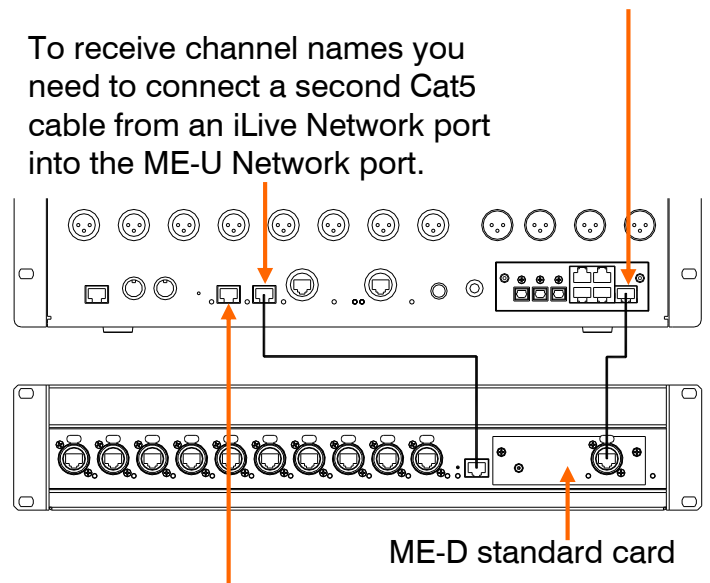 To receive channel names you
need to connect a second Cat5
cable from an iLive Network port
into the ME-U Network port.
ME-D standard card